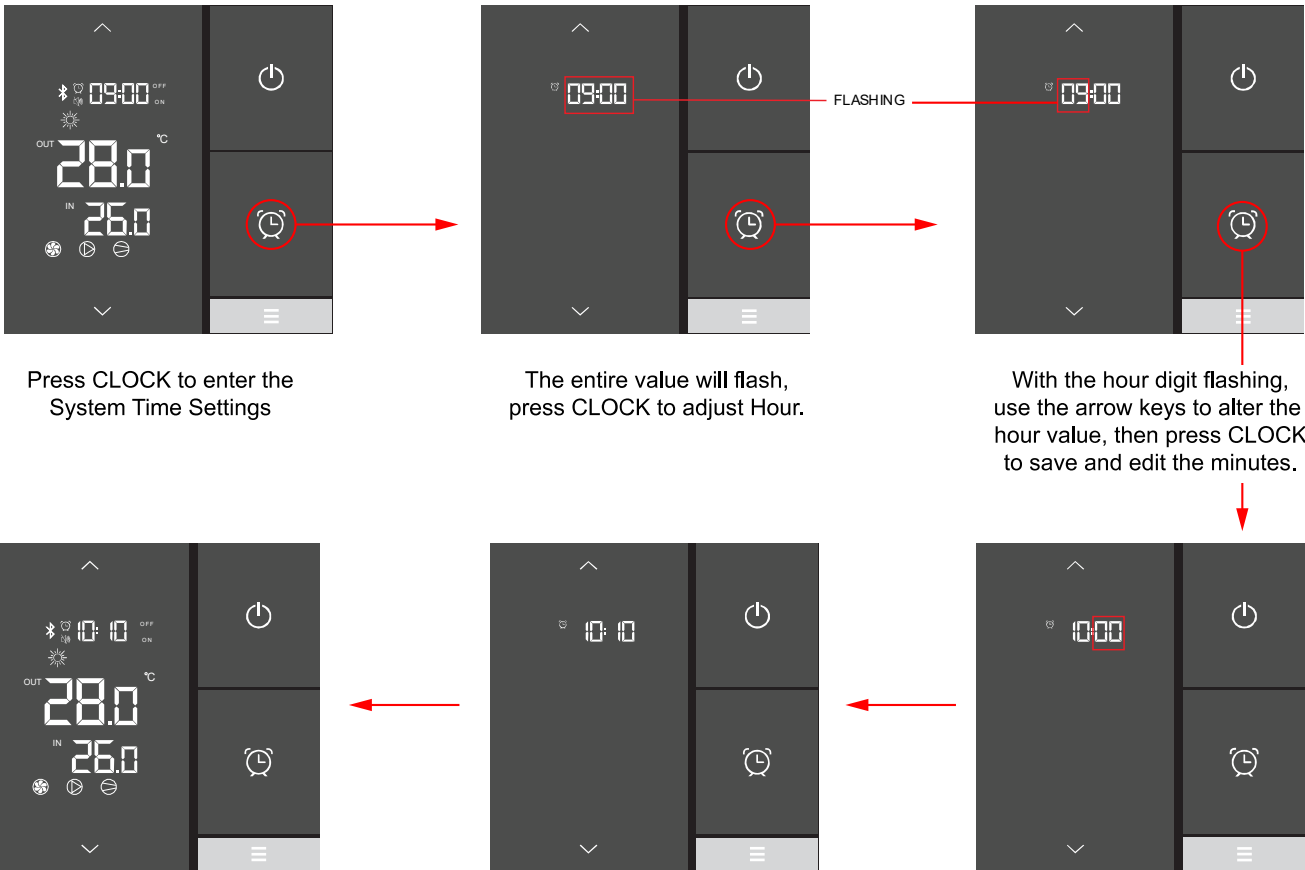 09:00 OFF
ON
OUT 28.0 °C
IN 26.0
09:00
FLASHING
09:00
Press CLOCK to enter the
System Time Settings
The entire value will flash,
press CLOCK to adjust Hour.
With the hour digit flashing,
use the arrow keys to alter the
hour value, then press CLOCK
to save and edit the minutes.
10:10 OFF
ON
OUT 28.0 °C
IN 26.0
10:10
10:00